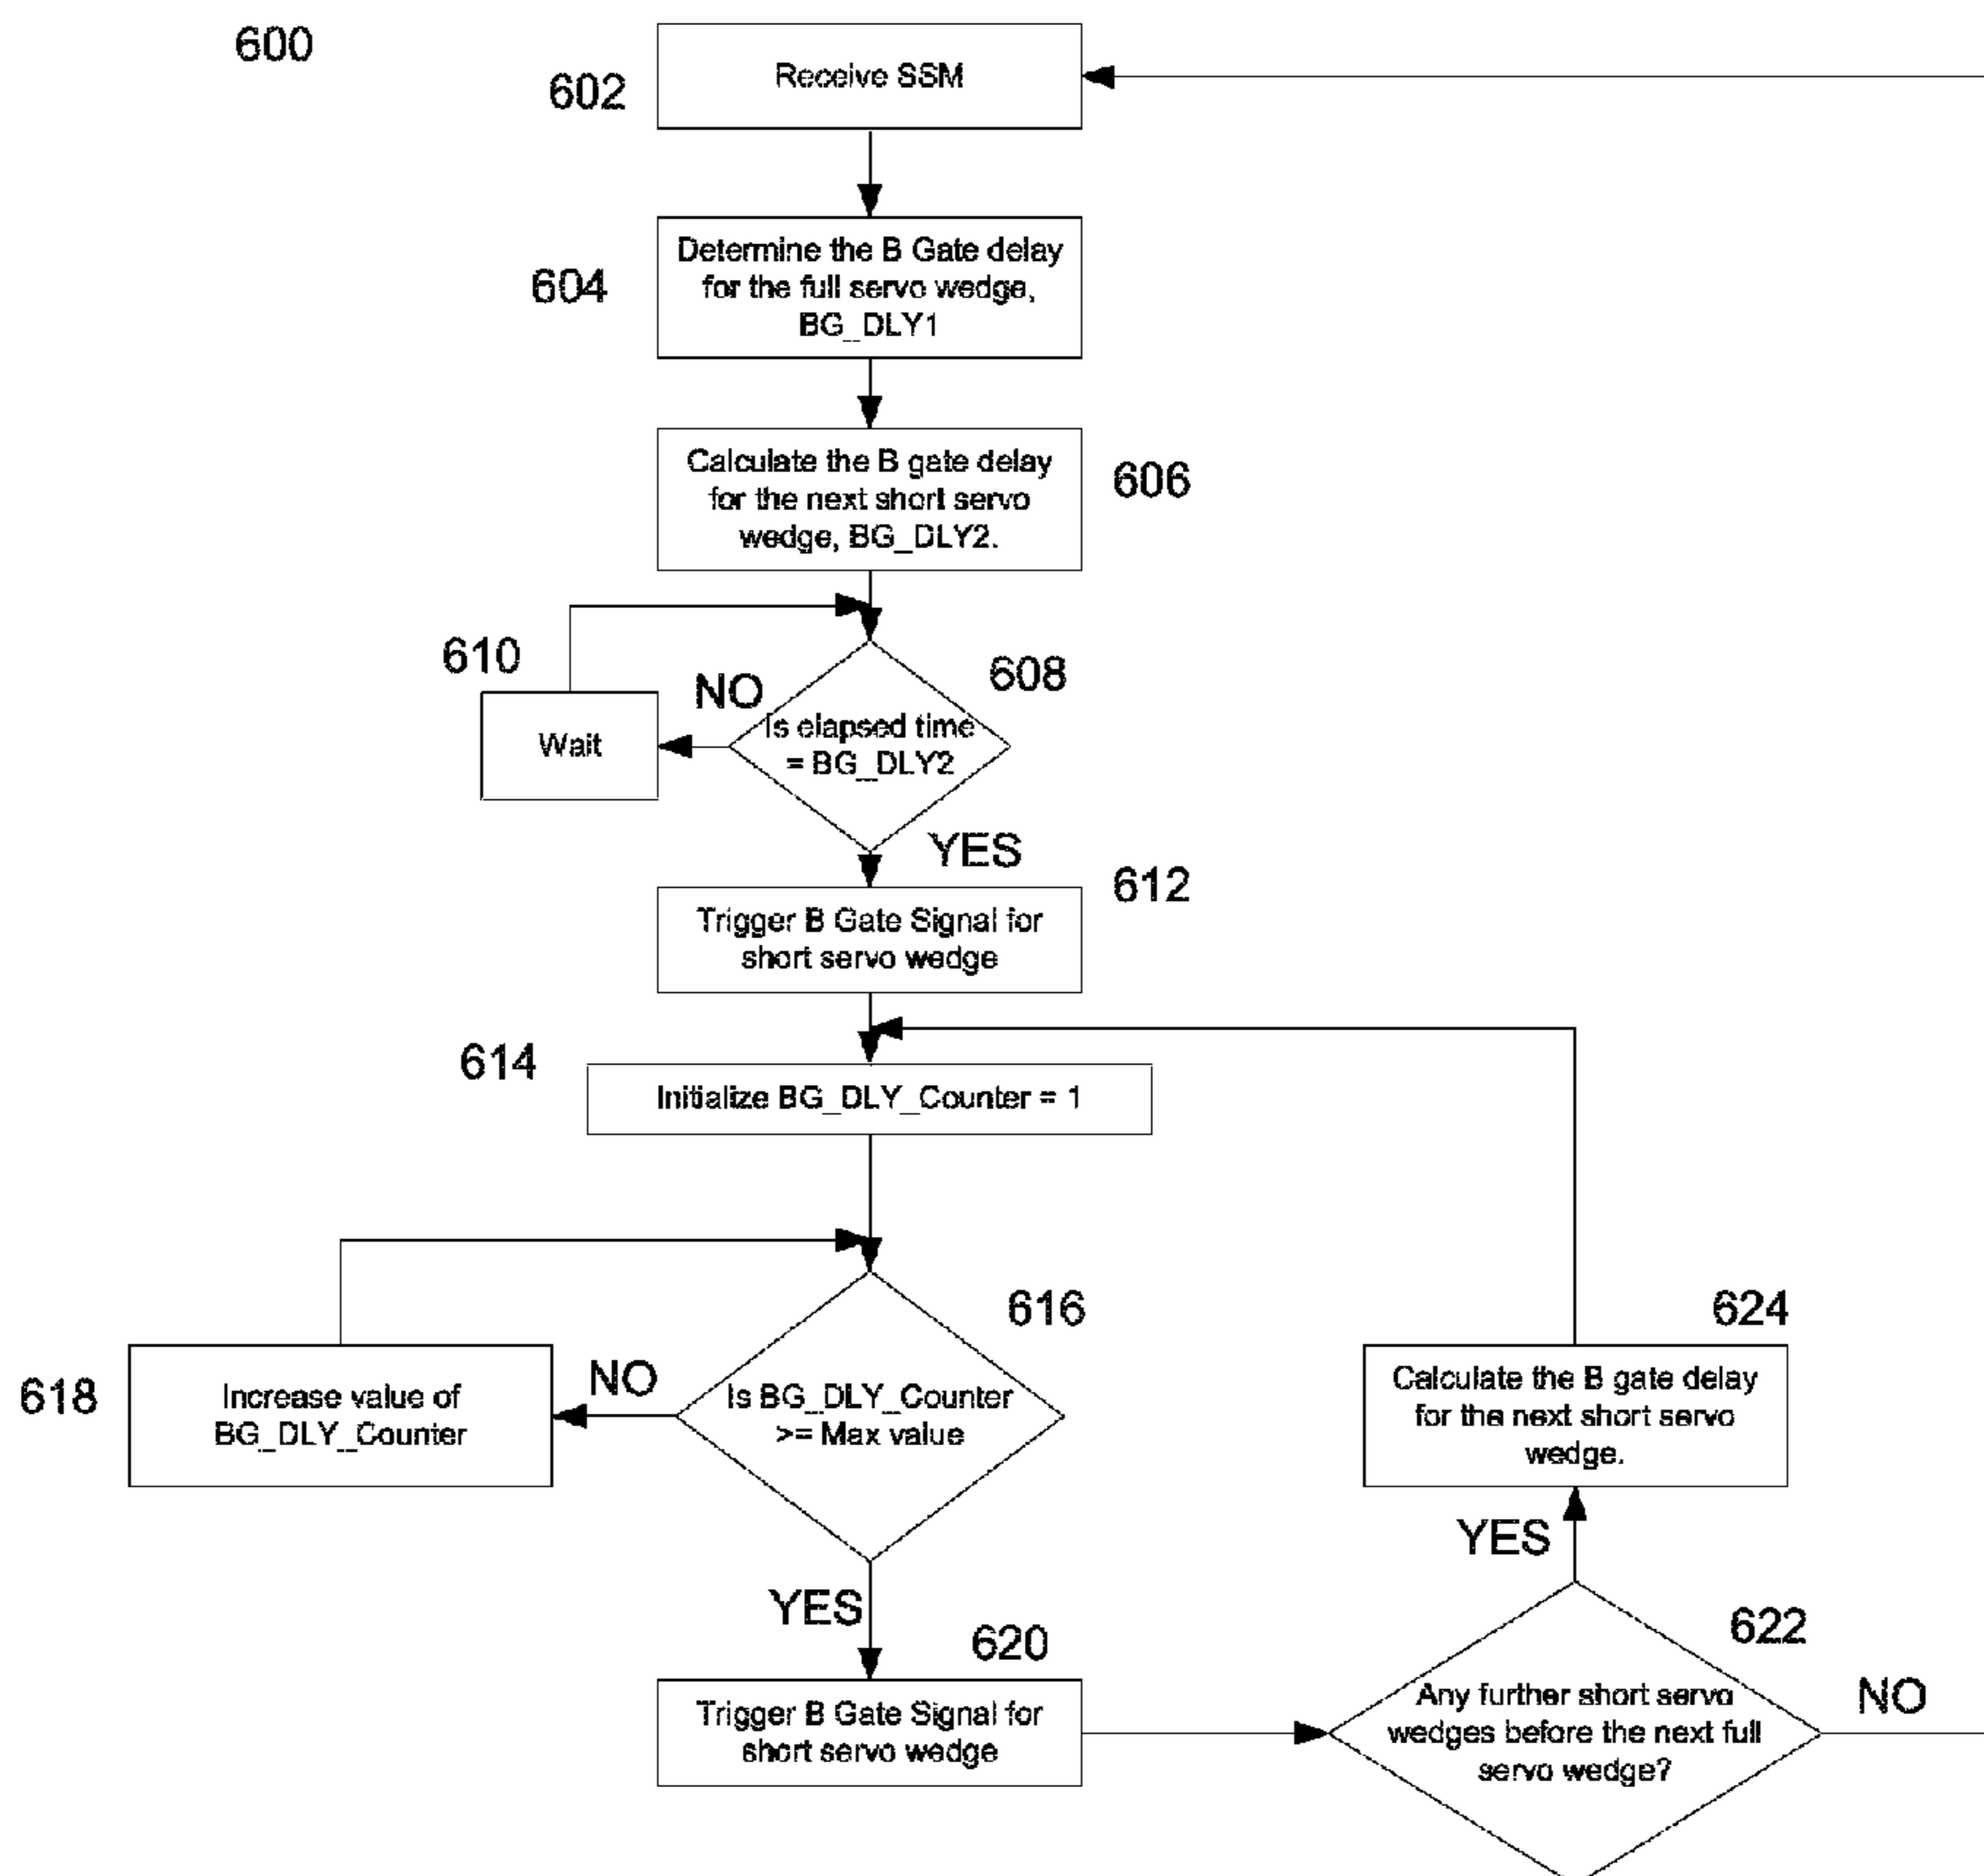 600
602
Receive SSM
604
Determine the B Gate delay
for the full servo wedge,
BG_DLY1
Calculate the B gate delay
for the next short servo
wedge, BG_DLY2.
606
610
Wait
NO
608
Is elapsed time
= BG_DLY2
YES
612
Trigger B Gate Signal for
short servo wedge
614
Initialize BG_DLY_Counter = 1
616
618
Increase value of
BG_DLY_Counter
NO
Is BG_DLY_Counter
>= Max value
YES
620
Trigger B Gate Signal for
short servo wedge
624
Calculate the B gate delay
for the next short servo
wedge.
YES
622
Any further short servo
wedges before the next full
servo wedge?
NO